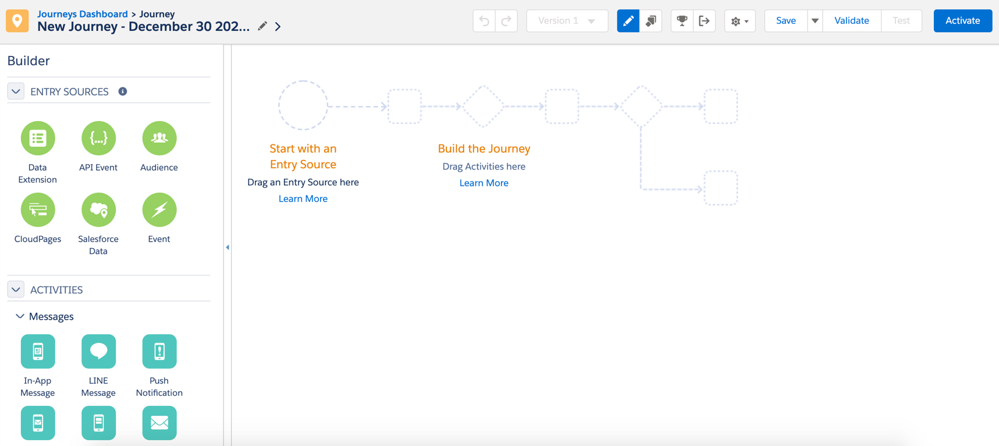 Journeys Dashboard > Journey
New Journey - December 30 202...
Version 1
Save
Validate
Test
Activate
Builder
ENTRY SOURCES
Data
Extension
API Event
Audience
CloudPages
Salesforce
Data
Event
ACTIVITIES
Messages
In-App
Message
LINE
Message
Push
Notification
Start with an
Entry Source
Drag an Entry Source here
Learn More
Build the Journey
Drag Activities here
Learn More